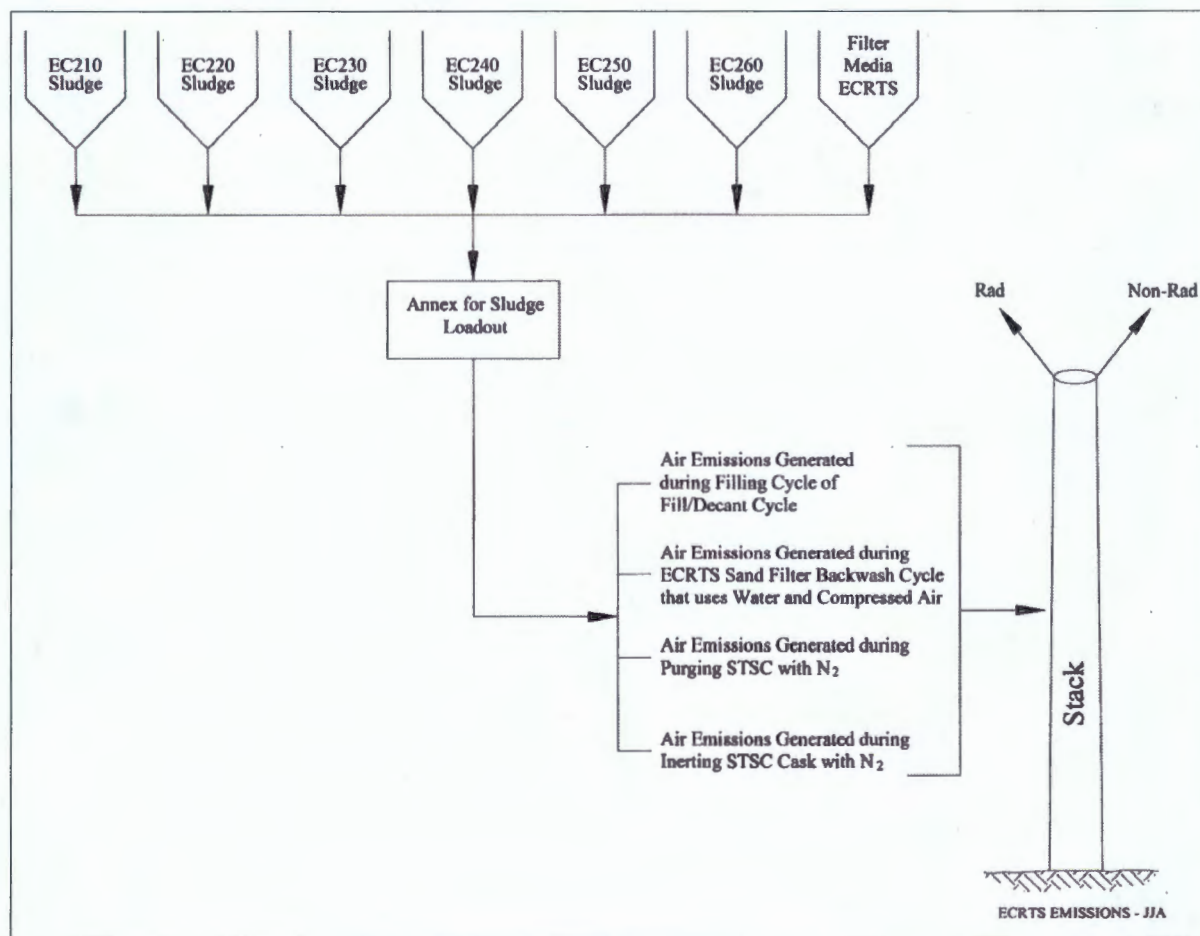 EC210
Sludge
EC220
Sludge
EC230
Sludge
EC240
Sludge
EC250
Sludge
EC260
Sludge
Filter
Media
ECRTS
Annex for Sludge
Loadout
Rad
Non-Rad
Air Emissions Generated
during Filling Cycle of
Fill/Decant Cycle
Air Emissions Generated during
ECRTS Sand Filter Backwash Cycle
that uses Water and Compressed Air
Air Emissions Generated during
Purging STSC with N₂
Air Emissions Generated during
Inerting STSC Cask with N₂
Stack
ECRTS EMISSIONS - JJA